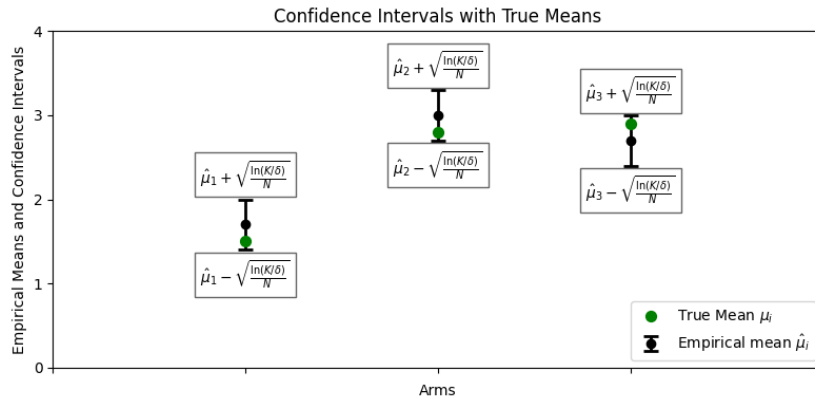 Confidence Intervals with True Means
Empirical Means and Confidence Intervals
4
3
2
1
0
μ̂₁ + √(ln(K/δ)/N)
μ̂₁ − √(ln(K/δ)/N)
μ̂₂ + √(ln(K/δ)/N)
μ̂₂ − √(ln(K/δ)/N)
μ̂₃ + √(ln(K/δ)/N)
μ̂₃ − √(ln(K/δ)/N)
True Mean μᵢ
Empirical mean μ̂ᵢ
Arms